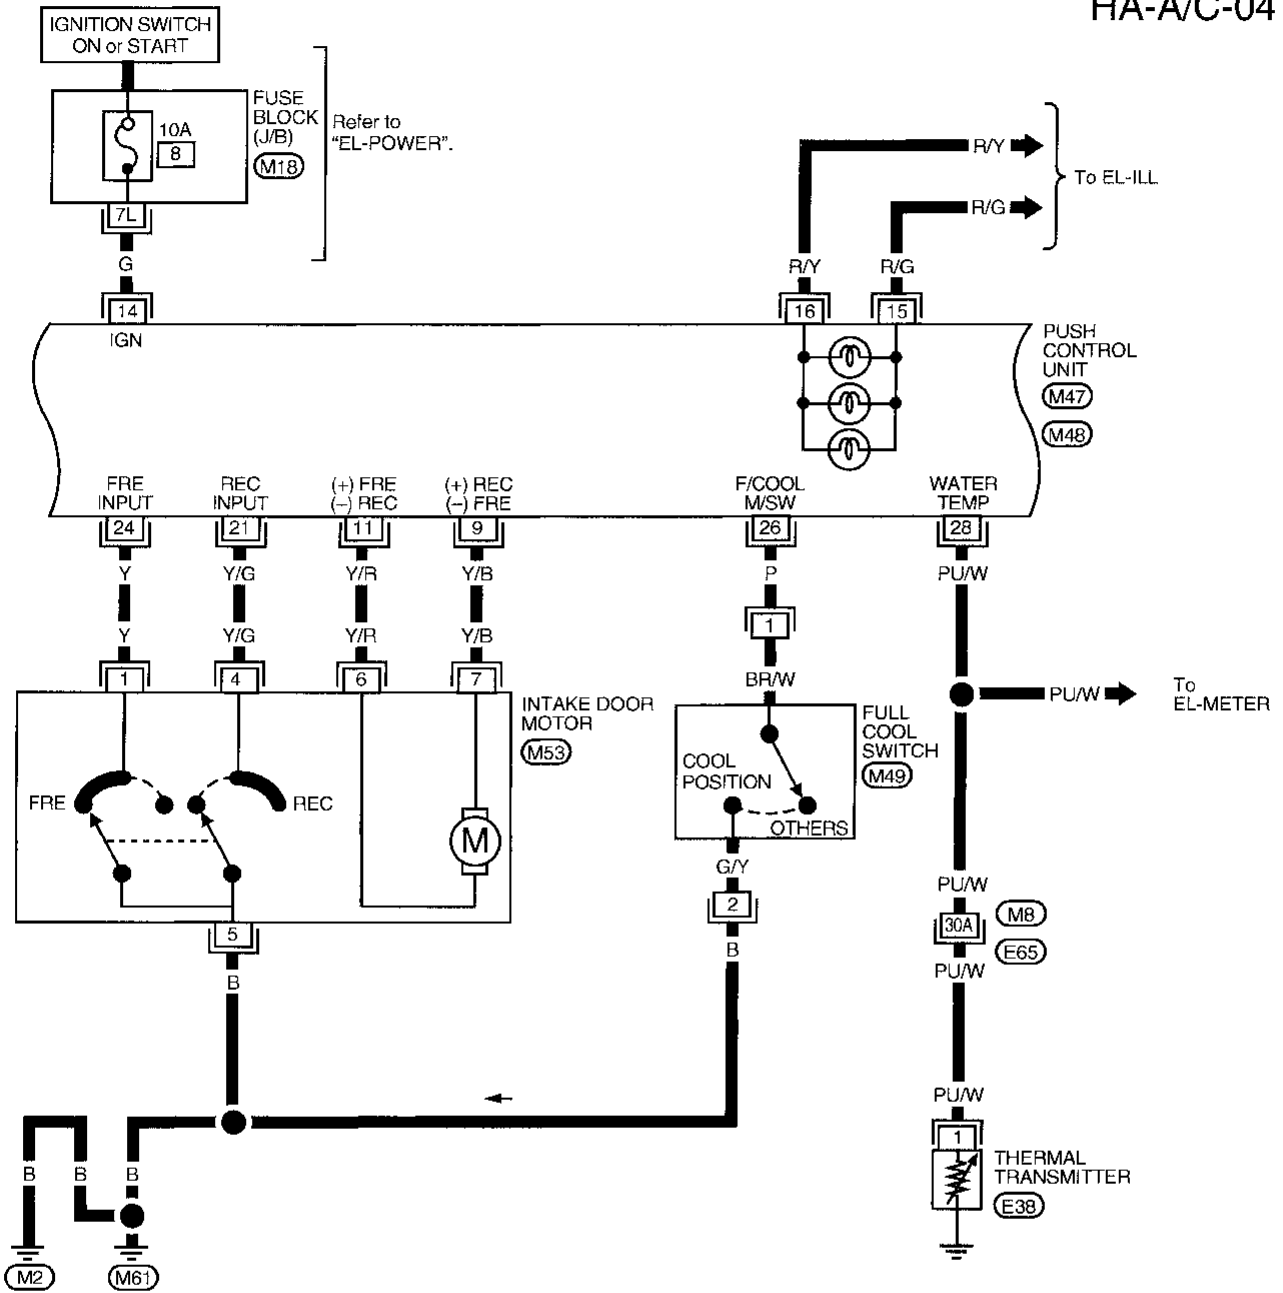 HA-A/C-04
IGNITION SWITCH
ON or START
FUSE
BLOCK
(J/B)
M18
10A
8
7L
Refer to
"EL-POWER".
G
14
IGN
R/Y
R/G
To EL-ILL
R/Y
R/G
16
15
PUSH
CONTROL
UNIT
M47
M48
FRE
INPUT
REC
INPUT
(+) FRE
(−) REC
(+) REC
(−) FRE
F/COOL
M/SW
WATER
TEMP
24
21
11
9
26
28
Y
Y/G
Y/R
Y/B
P
PU/W
Y
Y/G
Y/R
Y/B
1
1
4
6
7
BR/W
INTAKE DOOR
MOTOR
M53
FRE
REC
M
FULL
COOL
SWITCH
M49
COOL
POSITION
OTHERS
PU/W
To
EL-METER
G/Y
2
B
PU/W
30A
M8
E65
PU/W
5
B
PU/W
1
THERMAL
TRANSMITTER
E38
B
B
B
M2
M61